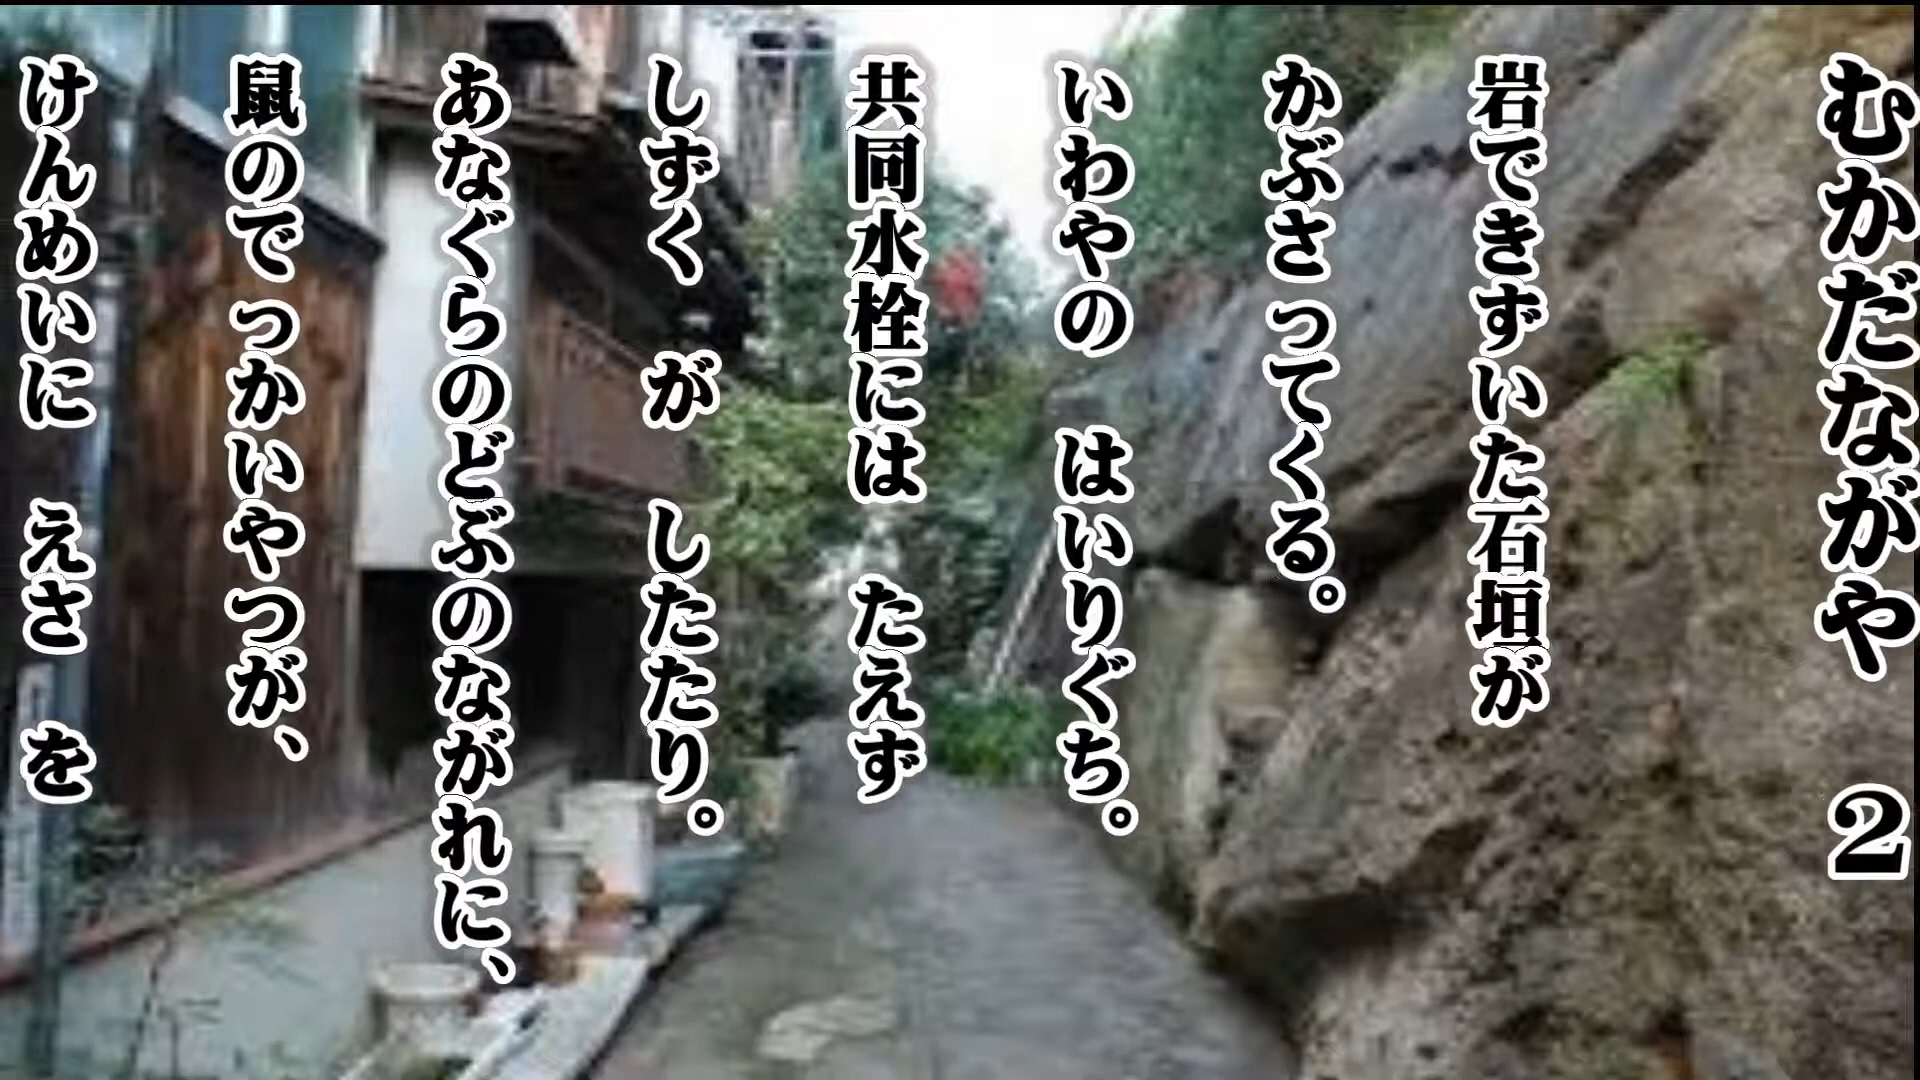 むかだながや　2
岩できずいた石垣が
かぶさってくる。
いわやの　はいりぐち。
共同水栓には　たえず
しずく　が　したたり。
あなぐらのどぶのながれに、
鼠のでっかいやつが、
けんめいに　えさ　を